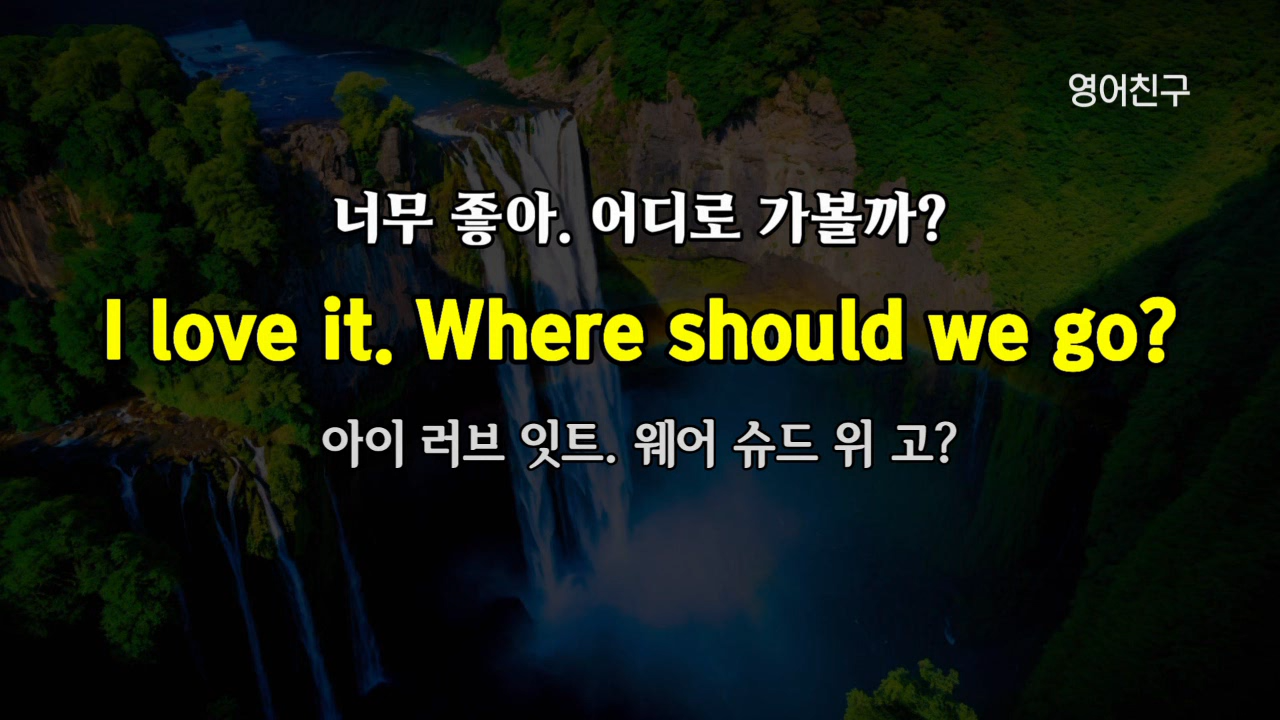 영어친구
너무 좋아. 어디로 가볼까?
I love it. Where should we go?
아이 러브 잇트. 웨어 슈드 위 고?